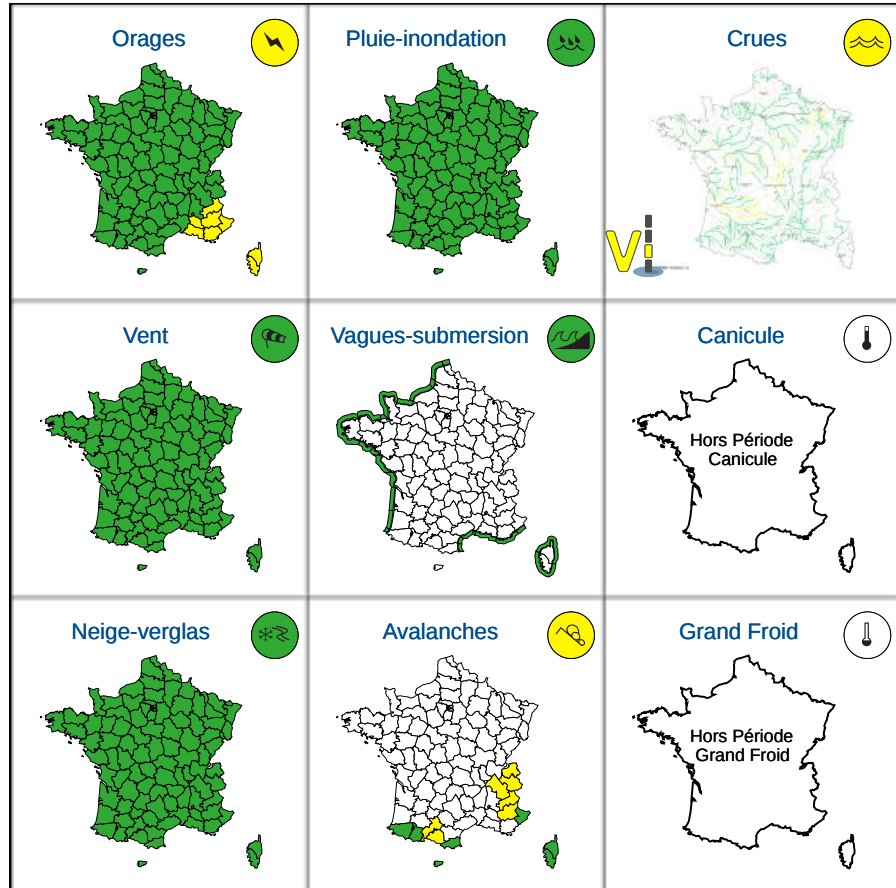 Orages
Pluie-inondation
Crues
Vi
Vent
Vagues-submersion
Canicule
Hors Période
Canicule
Neige-verglas
Avalanches
Grand Froid
Hors Période
Grand Froid